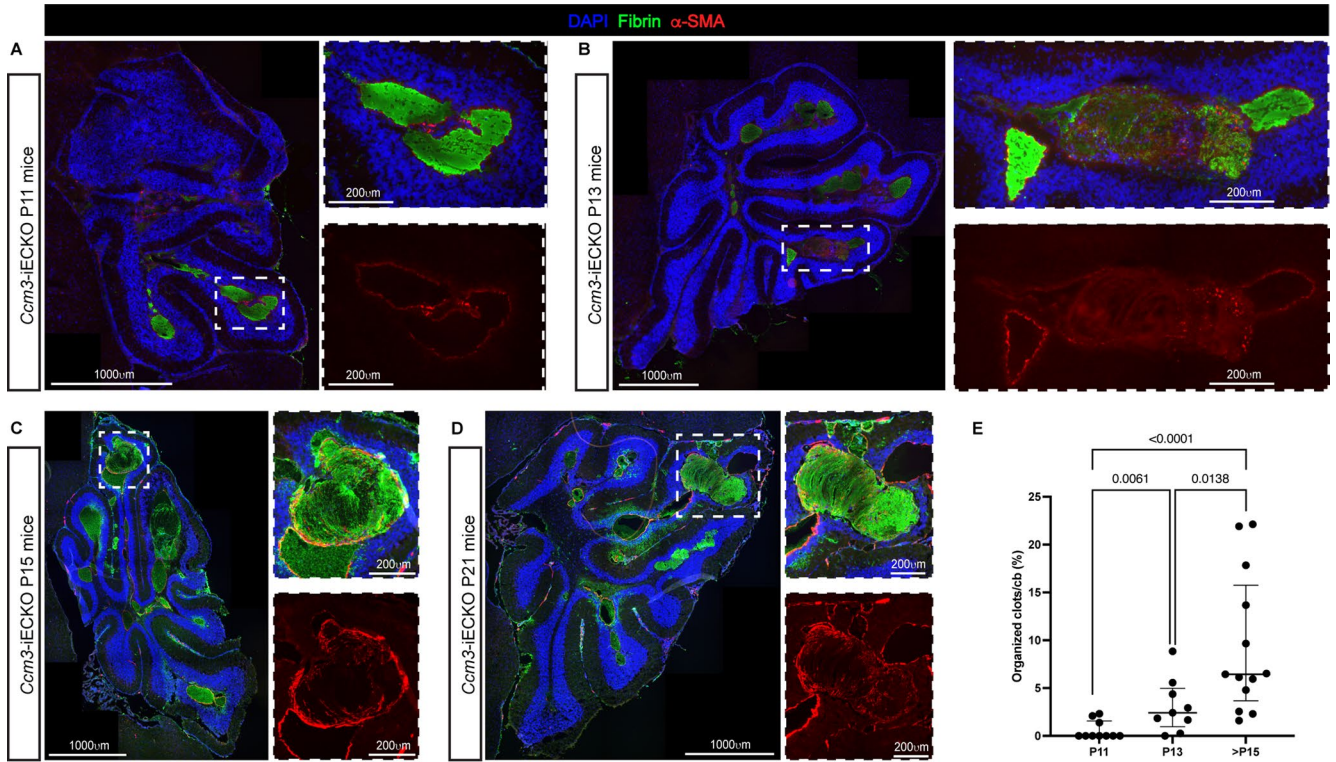 DAPI Fibrin α-SMA
A
Ccm3-iECKO P11 mice
1000υm
200υm
200υm
B
Ccm3-iECKO P13 mice
1000υm
200υm
200υm
C
Ccm3-iECKO P15 mice
1000υm
200υm
200υm
D
Ccm3-iECKO P21 mice
1000υm
200υm
200υm
E
<0.0001
0.0061
0.0138
Organized clots/cb (%)
25
20
15
10
5
0
P11
P13
>P15